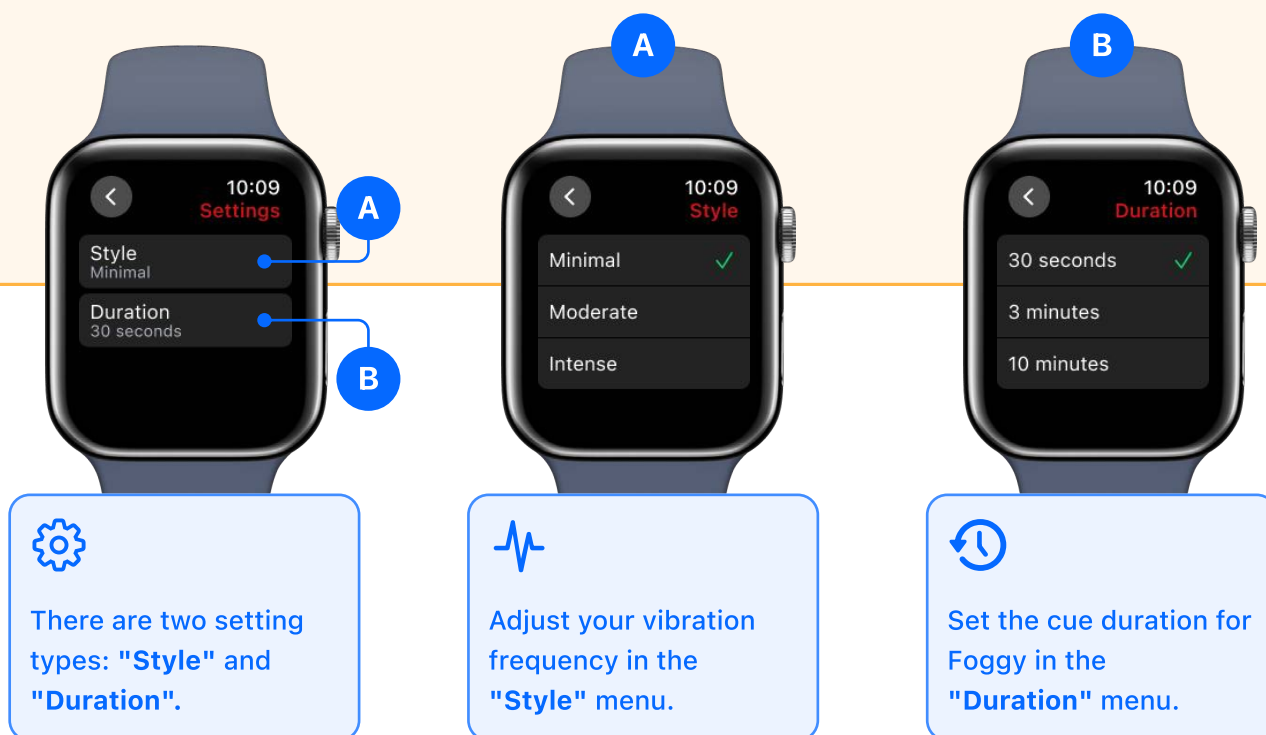 10:09
Settings
Style
Minimal
Duration
30 seconds
A
B
There are two setting
types: "Style" and
"Duration".
A
10:09
Style
Minimal
Moderate
Intense
Adjust your vibration
frequency in the
"Style" menu.
B
10:09
Duration
30 seconds
3 minutes
10 minutes
Set the cue duration for
Foggy in the
"Duration" menu.